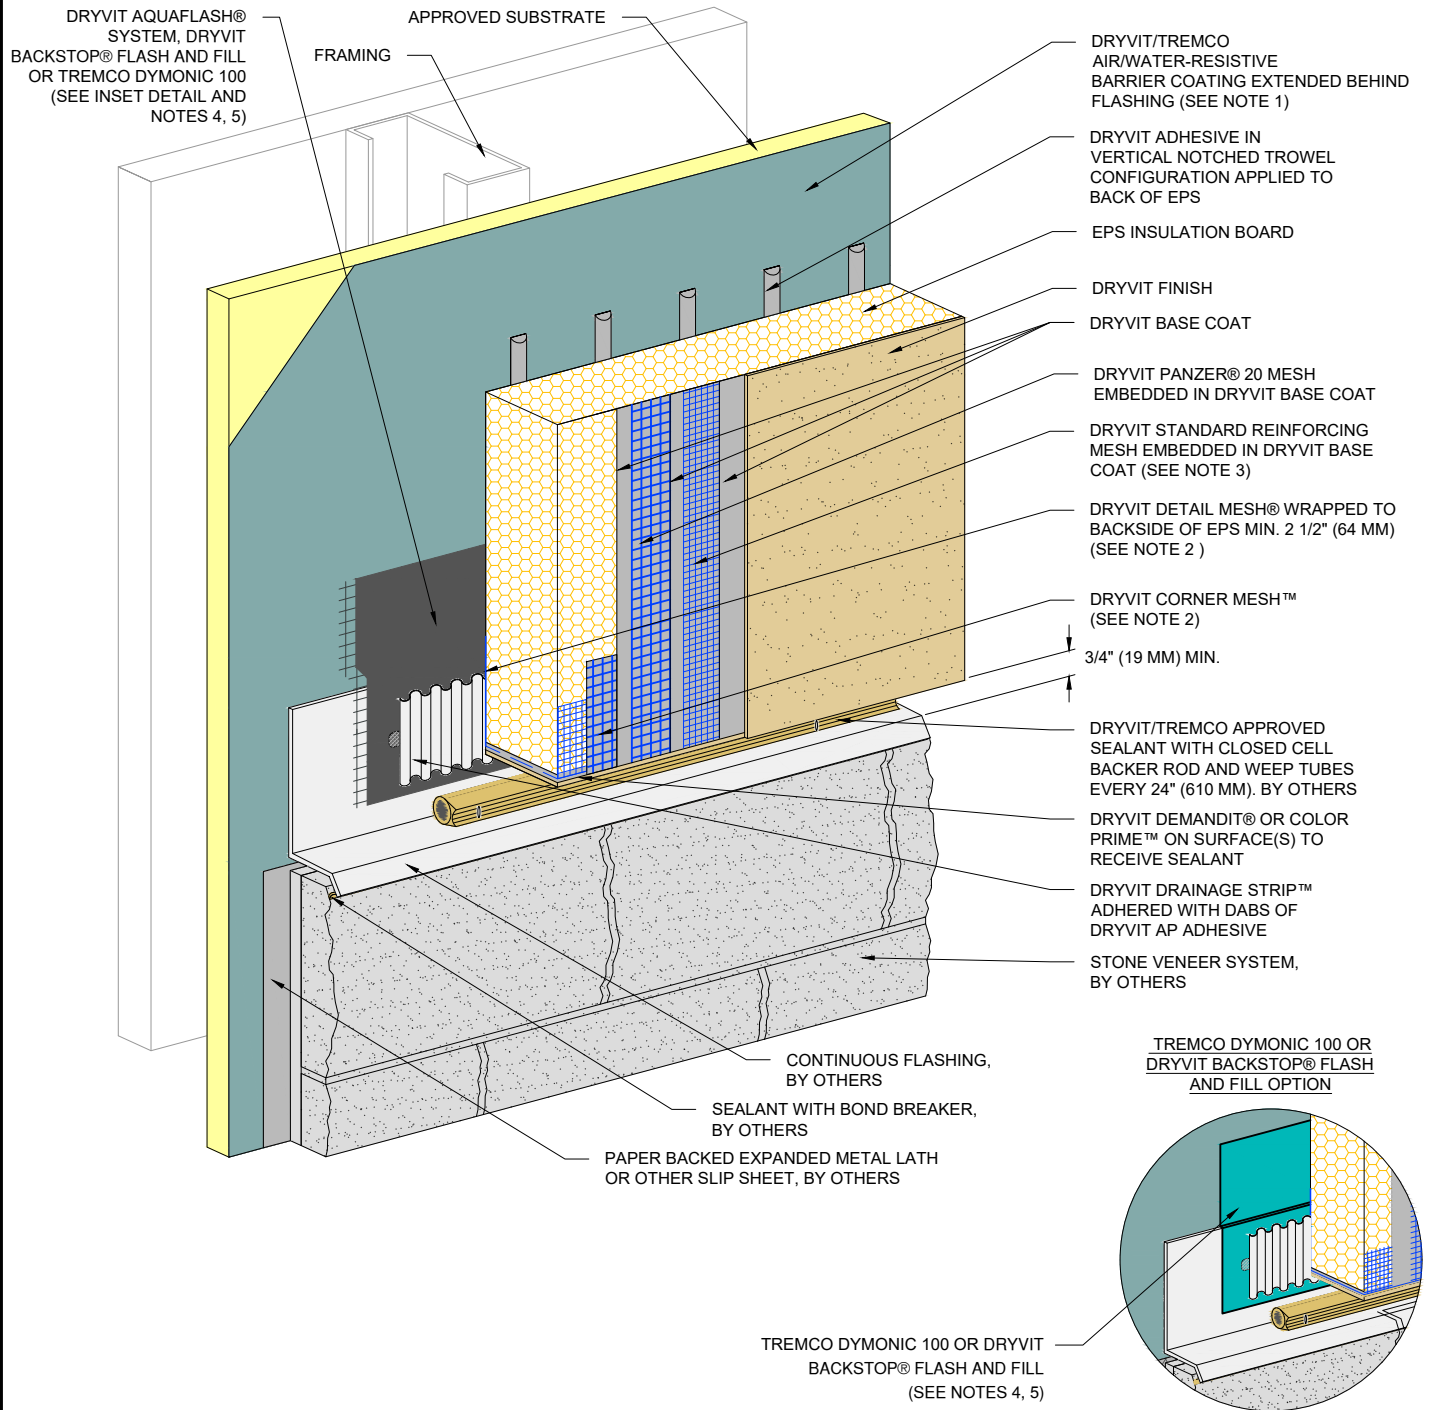 DRYVIT AQUAFLASH®
SYSTEM, DRYVIT
BACKSTOP® FLASH AND FILL
OR TREMCO DYMONIC 100
(SEE INSET DETAIL AND
NOTES 4, 5)
FRAMING
APPROVED SUBSTRATE
DRYVIT/TREMCO
AIR/WATER-RESISTIVE
BARRIER COATING EXTENDED BEHIND
FLASHING (SEE NOTE 1)
DRYVIT ADHESIVE IN
VERTICAL NOTCHED TROWEL
CONFIGURATION APPLIED TO
BACK OF EPS
EPS INSULATION BOARD
DRYVIT FINISH
DRYVIT BASE COAT
DRYVIT PANZER® 20 MESH
EMBEDDED IN DRYVIT BASE COAT
DRYVIT STANDARD REINFORCING
MESH EMBEDDED IN DRYVIT BASE
COAT (SEE NOTE 3)
DRYVIT DETAIL MESH® WRAPPED TO
BACKSIDE OF EPS MIN. 2 1/2" (64 MM)
(SEE NOTE 2 )
DRYVIT CORNER MESH™
(SEE NOTE 2)
3/4" (19 MM) MIN.
DRYVIT/TREMCO APPROVED
SEALANT WITH CLOSED CELL
BACKER ROD AND WEEP TUBES
EVERY 24" (610 MM). BY OTHERS
DRYVIT DEMANDIT® OR COLOR
PRIME™ ON SURFACE(S) TO
RECEIVE SEALANT
DRYVIT DRAINAGE STRIP™
ADHERED WITH DABS OF
DRYVIT AP ADHESIVE
STONE VENEER SYSTEM,
BY OTHERS
CONTINUOUS FLASHING,
BY OTHERS
SEALANT WITH BOND BREAKER,
BY OTHERS
PAPER BACKED EXPANDED METAL LATH
OR OTHER SLIP SHEET, BY OTHERS
TREMCO DYMONIC 100 OR
DRYVIT BACKSTOP® FLASH
AND FILL OPTION
TREMCO DYMONIC 100 OR DRYVIT
BACKSTOP® FLASH AND FILL
(SEE NOTES 4, 5)